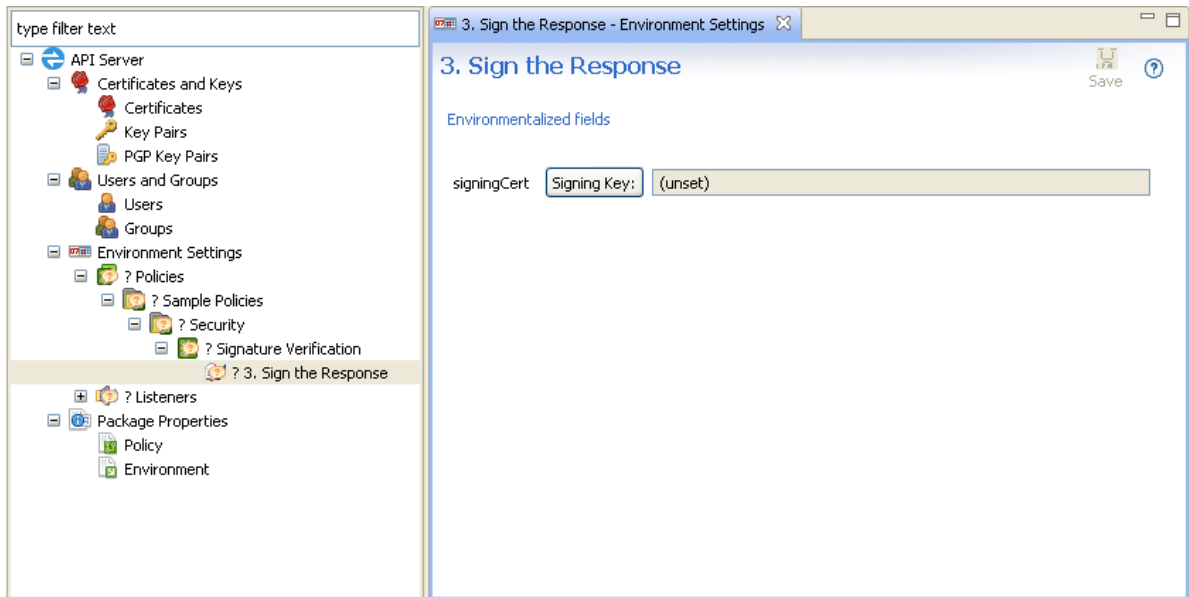 type filter text
API Server
Certificates and Keys
Certificates
Key Pairs
PGP Key Pairs
Users and Groups
Users
Groups
Environment Settings
? Policies
? Sample Policies
? Security
? Signature Verification
? 3. Sign the Response
? Listeners
Package Properties
Policy
Environment
3. Sign the Response - Environment Settings
3. Sign the Response
Save
Environmentalized fields
signingCert Signing Key: (unset)